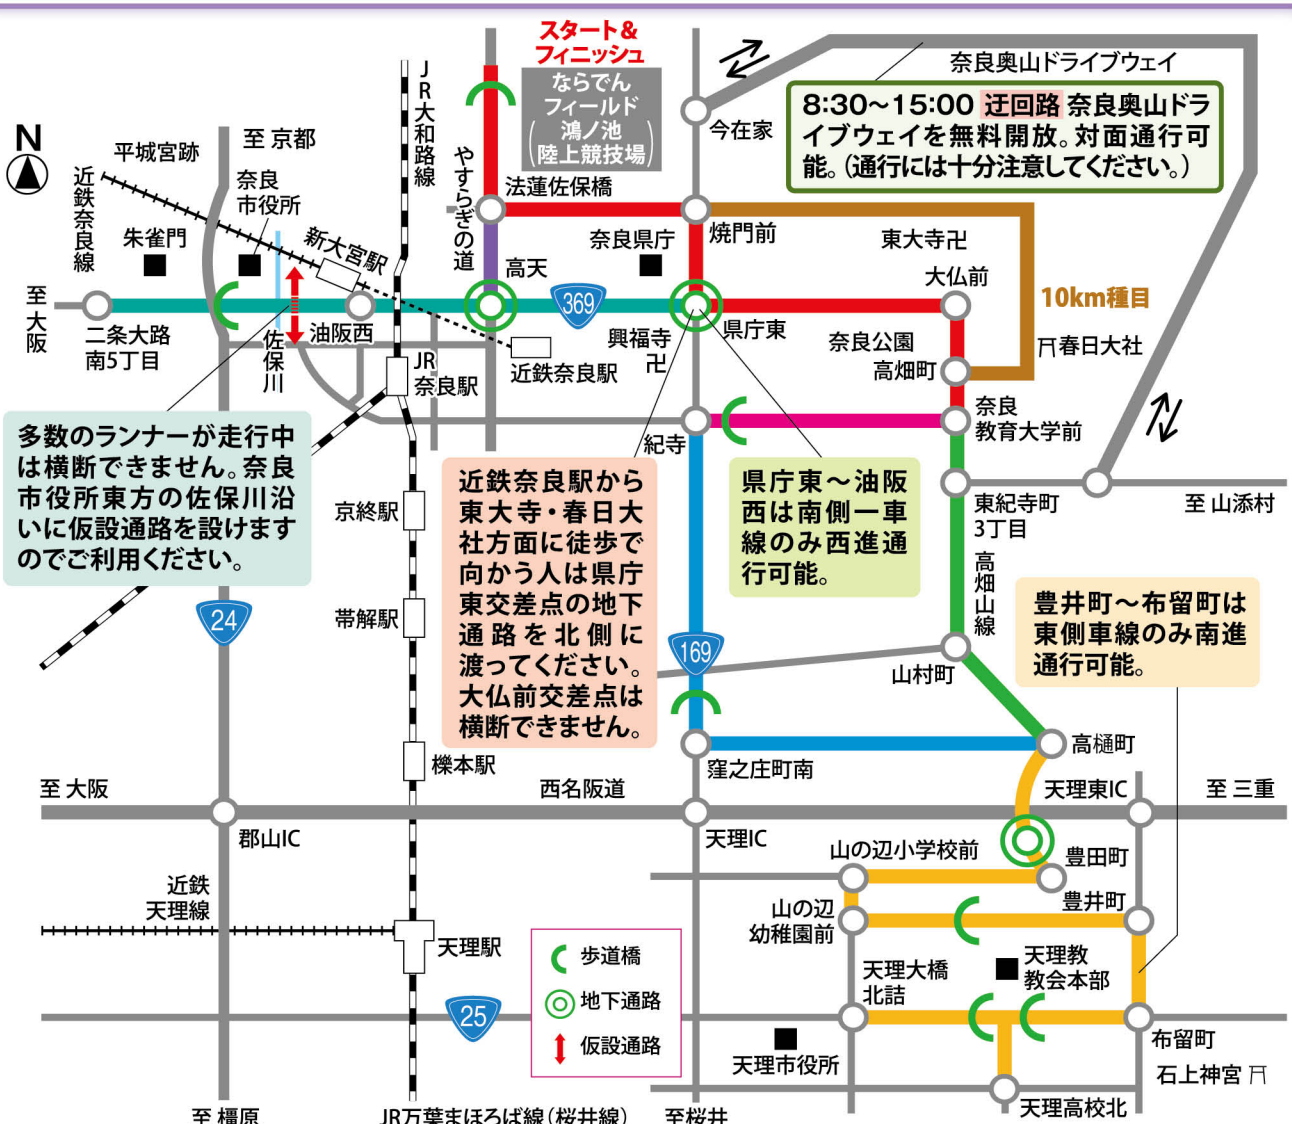 スタート&
フィニッシュ
ならでん
フィールド
(鴻ノ池
陸上競技場)
奈良奥山ドライブウェイ
8:30〜15:00 迂回路 奈良奥山ドラ
イブウェイを無料開放。対面通行可
能。(通行には十分注意してください。)
今在家
N
平城宮跡
至 京都
JR大和路線
やすらぎの道
近鉄奈良線
奈良
市役所
朱雀門
新大宮駅
法蓮佐保橋
奈良県庁
焼門前
東大寺卍
大仏前
高天
369
10km種目
至大阪
二条大路
南5丁目
佐保川
油阪西
JR
奈良駅
近鉄奈良駅
興福寺
卍
県庁東
奈良公園
高畑町
春日大社
奈良
教育大学前
紀寺
多数のランナーが走行中
は横断できません。奈良
市役所東方の佐保川沿
いに仮設通路を設けます
のでご利用ください。
近鉄奈良駅から
東大寺・春日大
社方面に徒歩で
向かう人は県庁
東交差点の地下
通路を北側に
渡ってください。
大仏前交差点は
横断できません。
県庁東〜油阪
西は南側一車
線のみ西進通
行可能。
東紀寺町
3丁目
至 山添村
京終駅
高畑山線
豊井町〜布留町は
東側車線のみ南進
通行可能。
24
帯解駅
169
山村町
櫟本駅
窪之庄町南
高樋町
至 大阪
西名阪道
天理東IC
至 三重
郡山IC
天理IC
山の辺小学校前
豊田町
近鉄
天理線
山の辺
幼稚園前
豊井町
天理駅
歩道橋
地下通路
仮設通路
天理大橋
北詰
天理教
教会本部
25
天理市役所
布留町
石上神宮
天理高校北
至 橿原
JR万葉まほろば線(桜井線)
至桜井